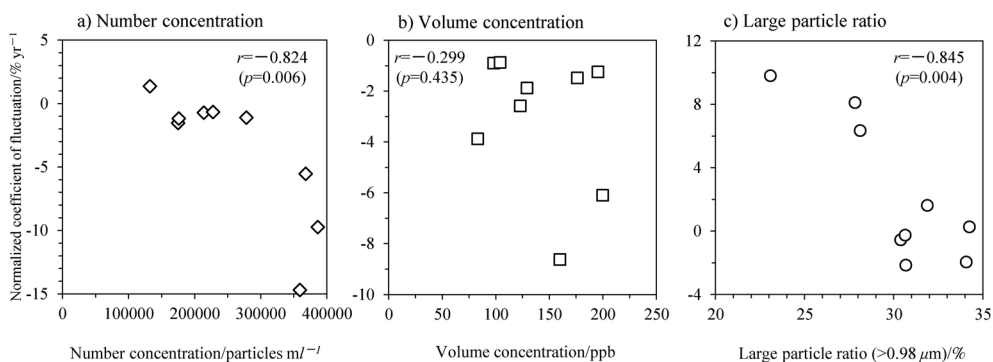 a) Number concentration
b) Volume concentration
c) Large particle ratio
Normalized coefficient of fluctuation/% yr⁻¹
5
0
-5
-10
-15
r=−0.824
(p=0.006)
0
100000
200000
300000
400000
Number concentration/particles ml⁻¹
0
-2
-4
-6
-8
-10
r=−0.299
(p=0.435)
0
50
100
150
200
250
Volume concentration/ppb
12
8
4
0
-4
r=−0.845
(p=0.004)
20
25
30
35
Large particle ratio (>0.98 μm)/%